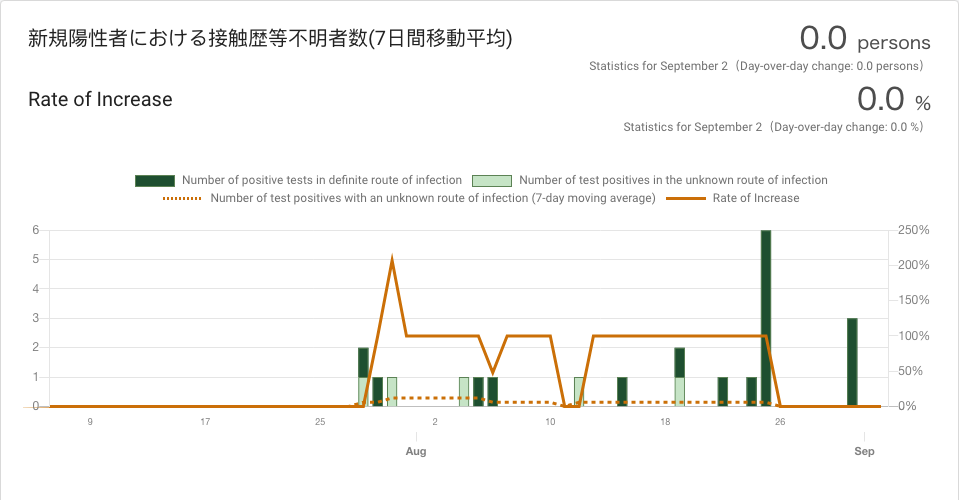 新規陽性者における接触歴等不明者数(7日間移動平均)
0.0 persons
Statistics for September 2（Day-over-day change: 0.0 persons）
Rate of Increase
0.0 %
Statistics for September 2（Day-over-day change: 0.0 %）
Number of positive tests in definite route of infection Number of test positives in the unknown route of infection
Number of test positives with an unknown route of infection (7-day moving average) Rate of Increase
6 250%
5 200%
4
3 150%
2 100%
1 50%
0 0%
9 17 25 2 10 18 26
Aug Sep